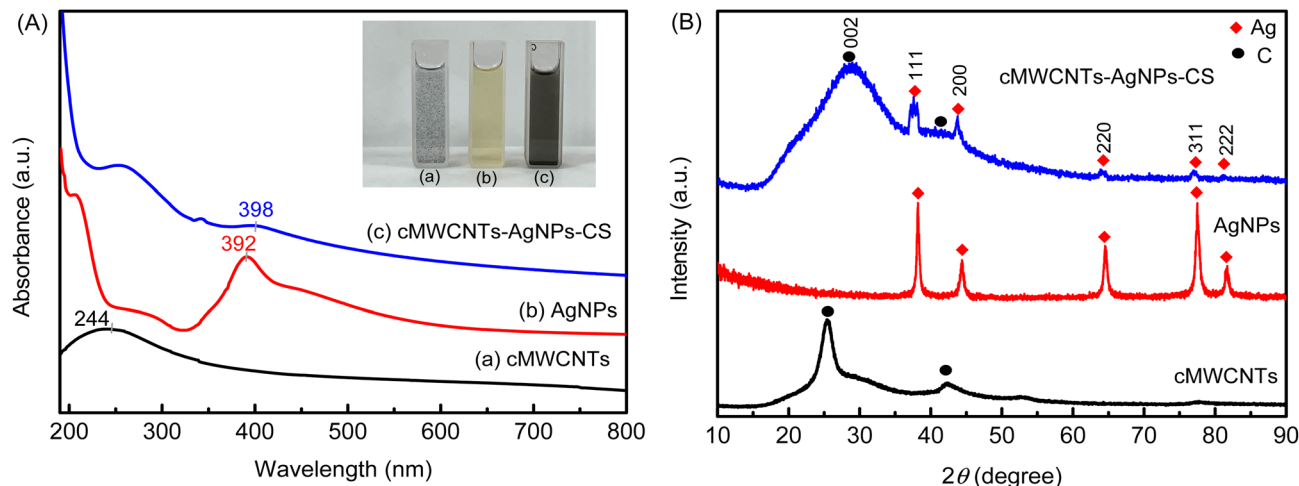 (A)
Absorbance (a.u.)
398
392
244
(c) cMWCNTs-AgNPs-CS
(b) AgNPs
(a) cMWCNTs
(a) (b) (c)
200 300 400 500 600 700 800
Wavelength (nm)
(B)
Intensity (a.u.)
Ag
C
002
111
200
220
311
222
cMWCNTs-AgNPs-CS
AgNPs
cMWCNTs
10 20 30 40 50 60 70 80 90
2θ (degree)